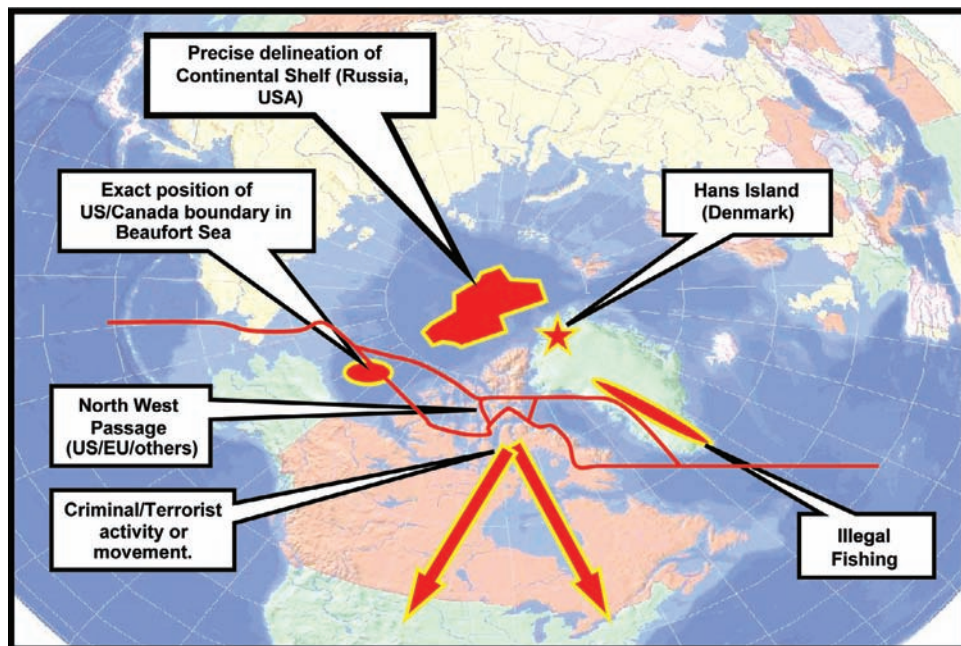 Precise delineation of
Continental Shelf (Russia,
USA)
Exact position of
US/Canada boundary in
Beaufort Sea
Hans Island
(Denmark)
North West
Passage
(US/EU/others)
Criminal/Terrorist
activity or
movement.
Illegal
Fishing